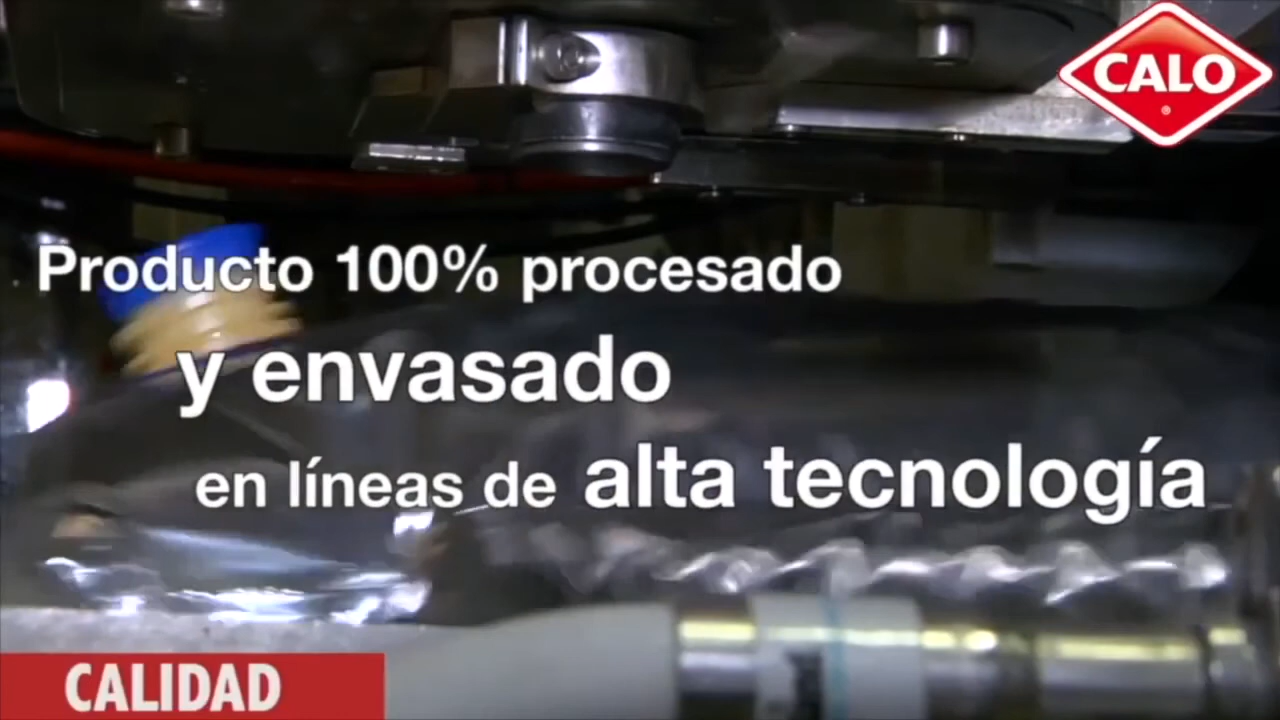 CALO
®
Producto 100% procesado
y envasado
en líneas de alta tecnología
CALIDAD